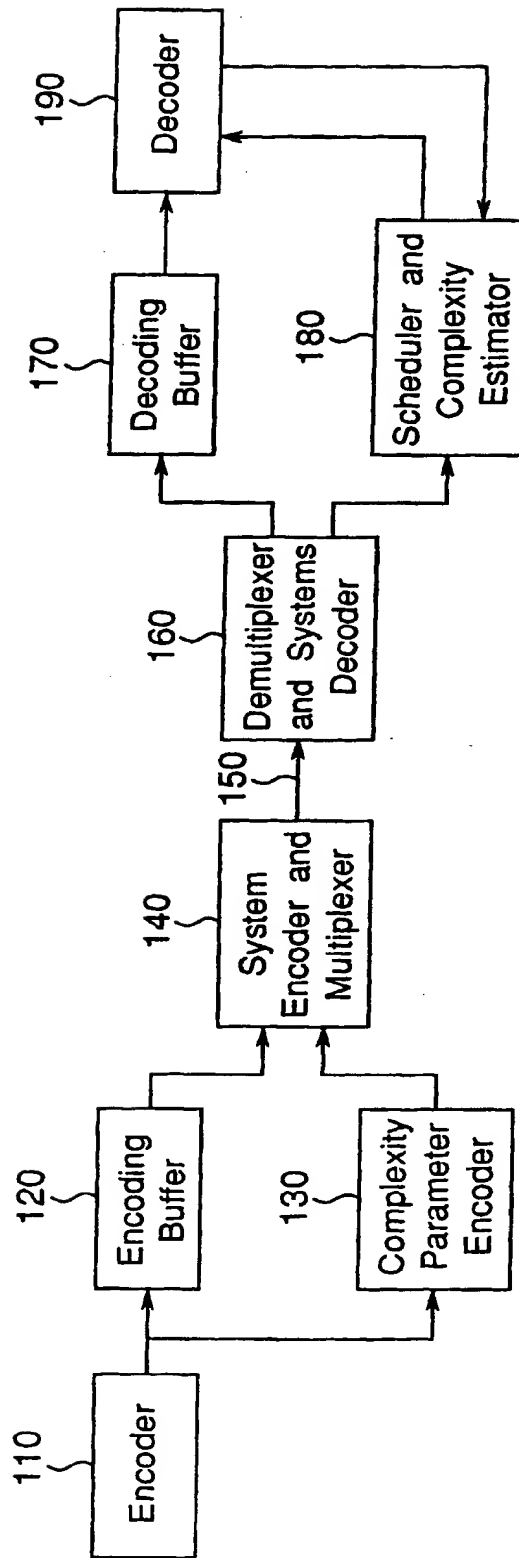 110
Encoder
120
Encoding
Buffer
130
Complexity
Parameter
Encoder
140
System
Encoder and
Multiplexer
150
160
Demultiplexer
and Systems
Decoder
170
Decoding
Buffer
180
Scheduler and
Complexity
Estimator
190
Decoder